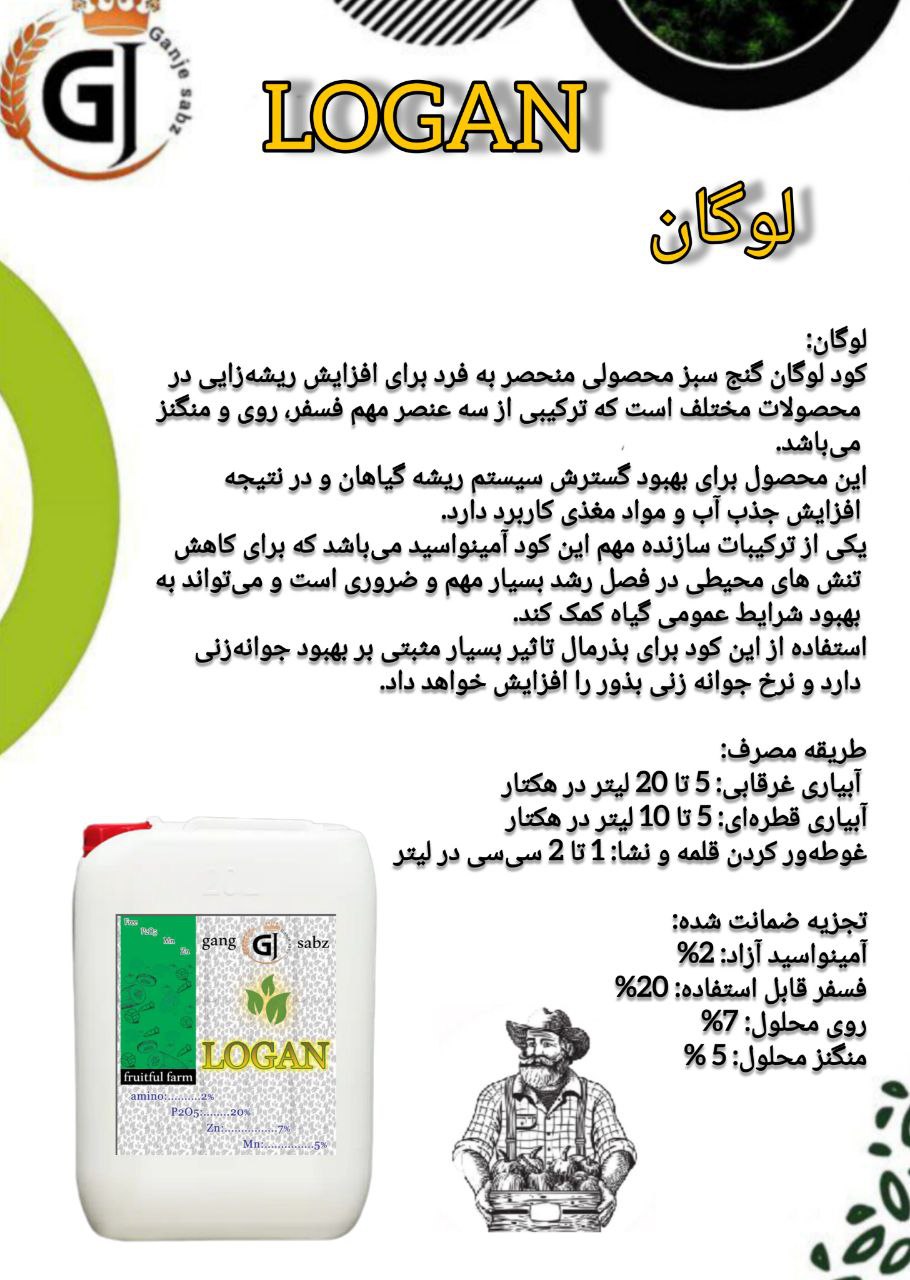 GJ
Ganje sabz
LOGAN
لوگان
لوگان:
کود لوگان گنج سبز محصولی منحصر به فرد برای افزایش ریشه‌زایی در
محصولات مختلف است که ترکیبی از سه عنصر مهم فسفر، روی و منگنز
می‌باشد.
این محصول برای بهبود گسترش سیستم ریشه گیاهان و در نتیجه
افزایش جذب آب و مواد مغذی کاربرد دارد.
یکی از ترکیبات سازنده مهم این کود آمینواسید می‌باشد که برای کاهش
تنش های محیطی در فصل رشد بسیار مهم و ضروری است و می‌تواند به
بهبود شرایط عمومی گیاه کمک کند.
استفاده از این کود برای بذرمال تاثیر بسیار مثبتی بر بهبود جوانه‌زنی
دارد و نرخ جوانه زنی بذور را افزایش خواهد داد.
طریقه مصرف:
آبیاری غرقابی: 5 تا 20 لیتر در هکتار
آبیاری قطره‌ای: 5 تا 10 لیتر در هکتار
غوطه‌ور کردن قلمه و نشا: 1 تا 2 سی‌سی در لیتر
تجزیه ضمانت شده:
آمینواسید آزاد: 2%
فسفر قابل استفاده: 20%
روی محلول: 7%
منگنز محلول: 5 %
20L
Free
P2O5
Mn
Zn
gang GJ sabz
LOGAN
fruitful farm
amino:..........2%
P2O5:........20%
Zn:................7%
Mn:...............5%